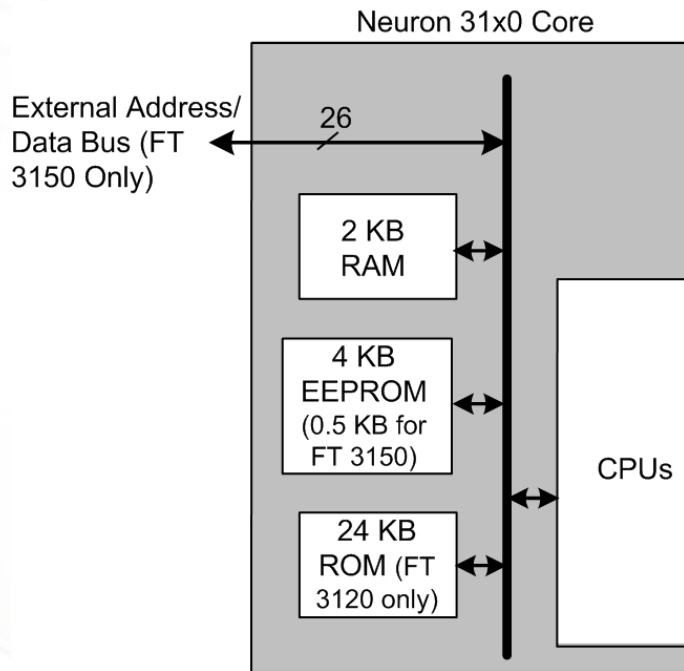 Neuron 31x0 Core
External Address/
Data Bus (FT
3150 Only)
26
2 KB
RAM
4 KB
EEPROM
(0.5 KB for
FT 3150)
CPUs
24 KB
ROM (FT
3120 only)